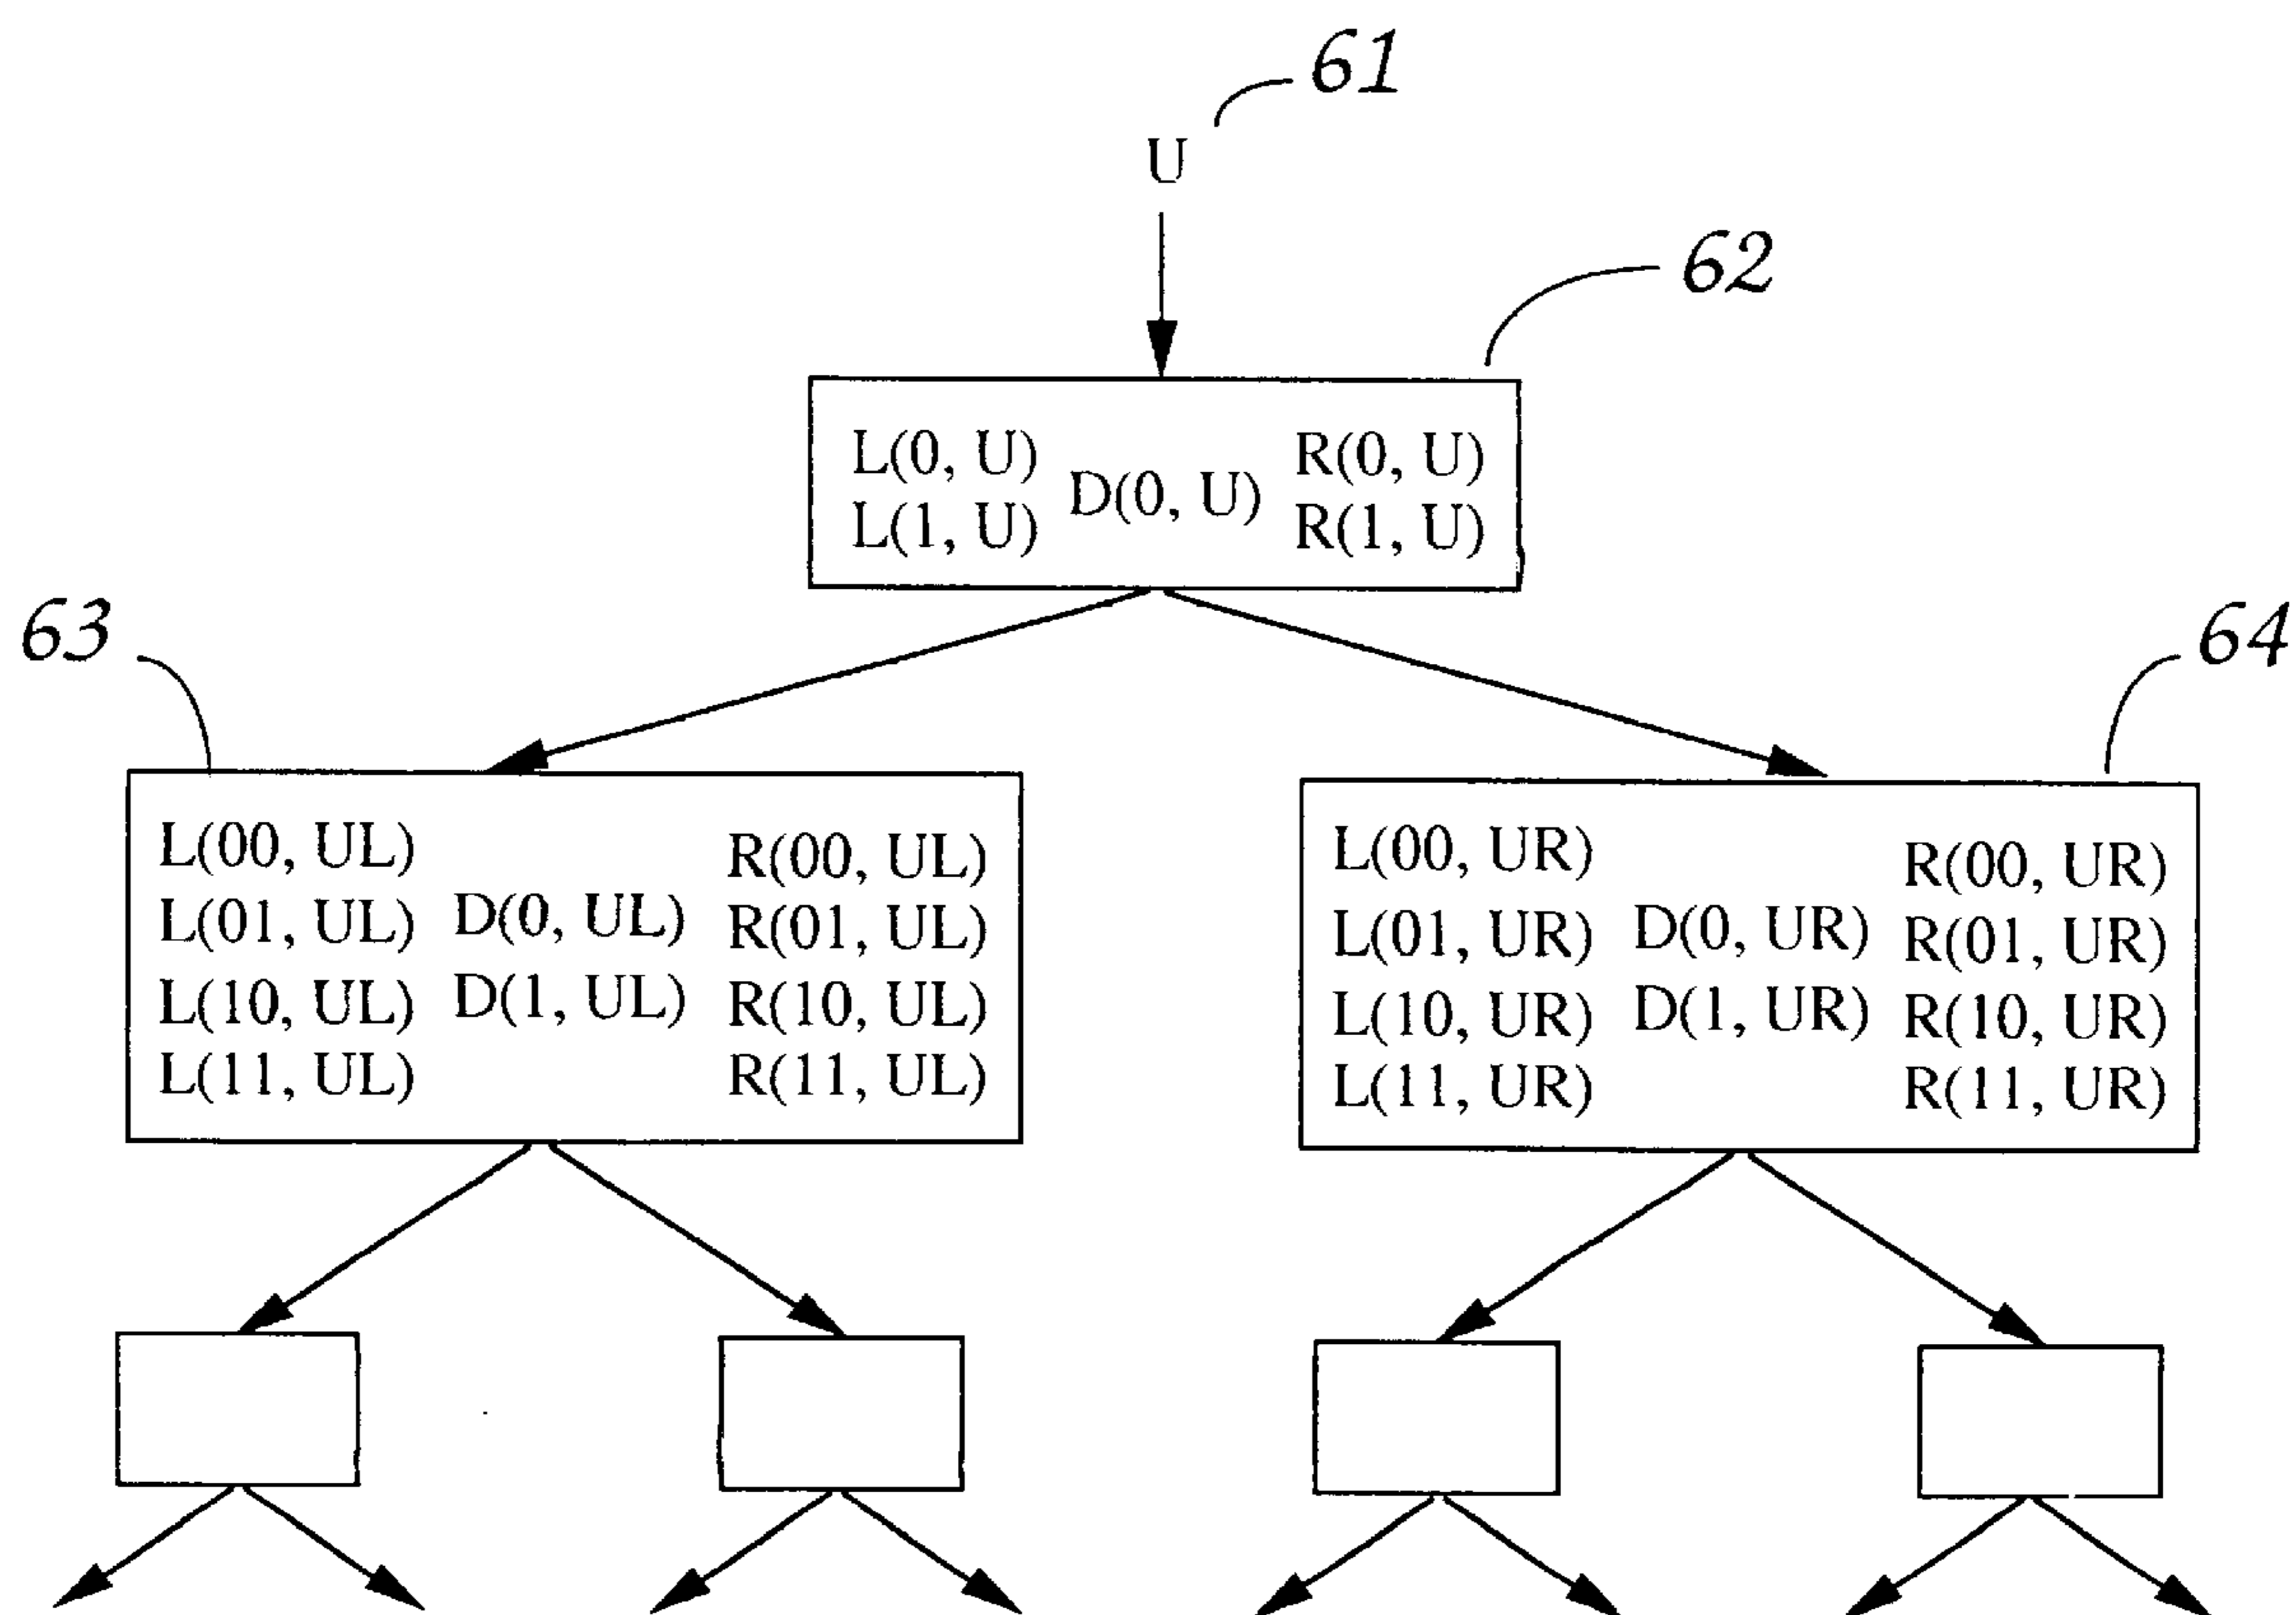 61
U
62
L(0, U) D(0, U) R(0, U)
L(1, U) R(1, U)
63
64
L(00, UL) R(00, UL)
L(01, UL) D(0, UL) R(01, UL)
L(10, UL) D(1, UL) R(10, UL)
L(11, UL) R(11, UL)
L(00, UR) R(00, UR)
L(01, UR) D(0, UR) R(01, UR)
L(10, UR) D(1, UR) R(10, UR)
L(11, UR) R(11, UR)